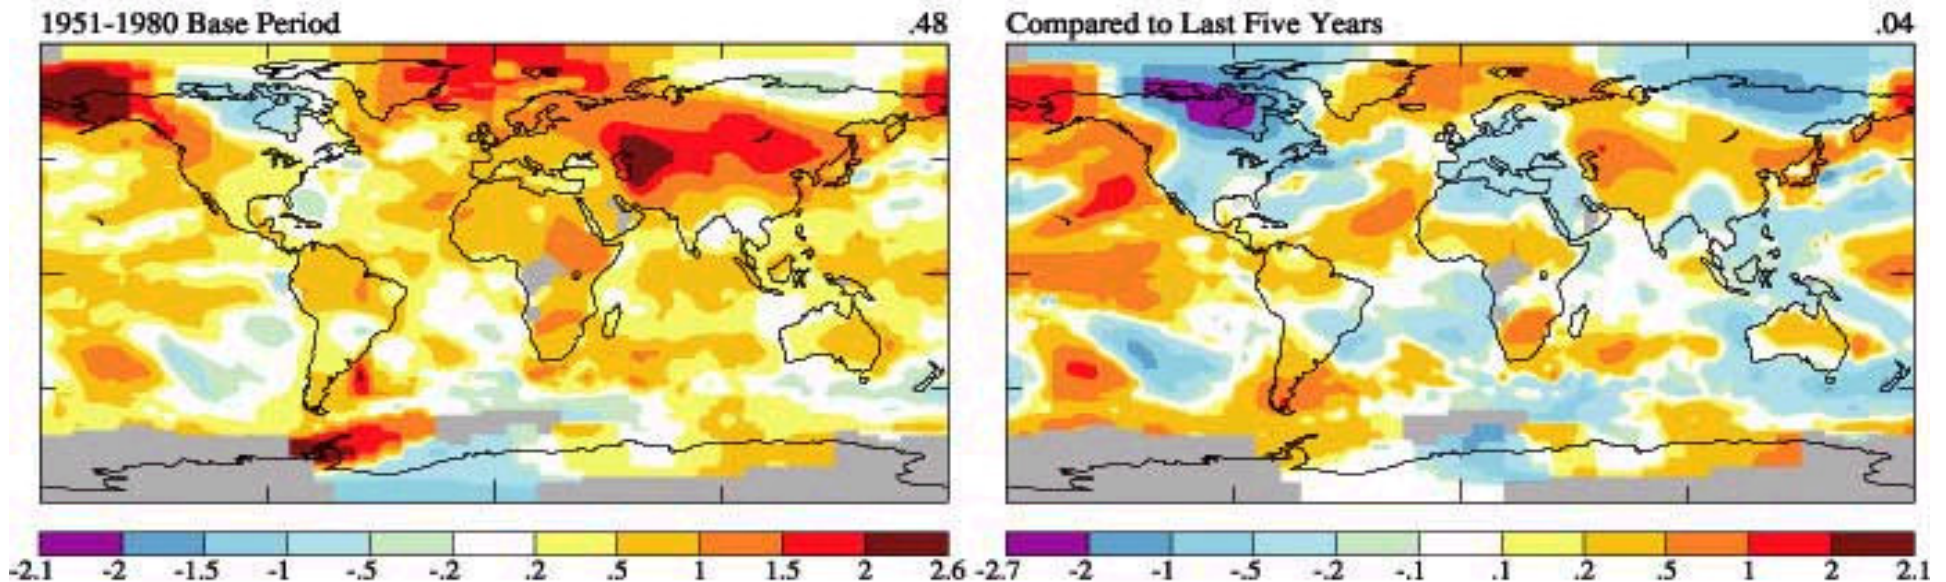 1951-1980 Base Period .48
Compared to Last Five Years .04
-2.1 -2 -1.5 -1 -.5 -.2 .2 .5 1 1.5 2 2.6
-2.7 -2 -1 -.5 -.2 -.1 .1 .2 .5 1 2 2.1